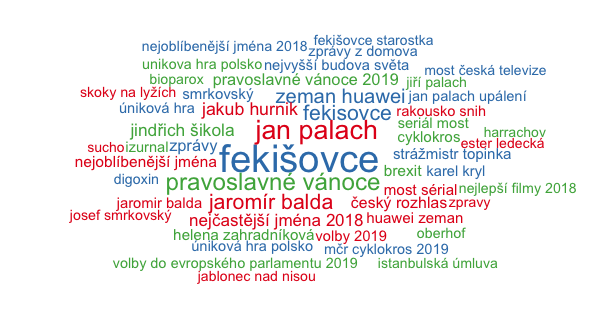 fekišovce starostka
nejoblíbenější jména 2018
zprávy z domova
unikova hra polsko
nejvyšší budova světa
most česká televize
bioparox
pravoslavné vánoce 2019
jiří palach
skoky na lyžích
smrkovský
zeman huawei
jan palach upálení
úniková hra
jakub hurník
fekisovce
rakousko snih
seriál most
jindřich šikola
jan palach
cyklokros
harrachov
ester ledecká
sucho
izurnal
zprávy
fekišovce
strážmistr topinka
nejoblíbenější jména
brexit
karel kryl
digoxin
pravoslavné vánoce
most sérial
nejlepší filmy 2018
jaromir balda
jaromír balda
český rozhlas
zpravy
josef smrkovský
nejčastější jména 2018
huawei zeman
helena zahradníková
volby 2019
oberhof
úniková hra polsko
mčr cyklokros 2019
volby do evropského parlamentu 2019
istanbulská úmluva
jablonec nad nisou